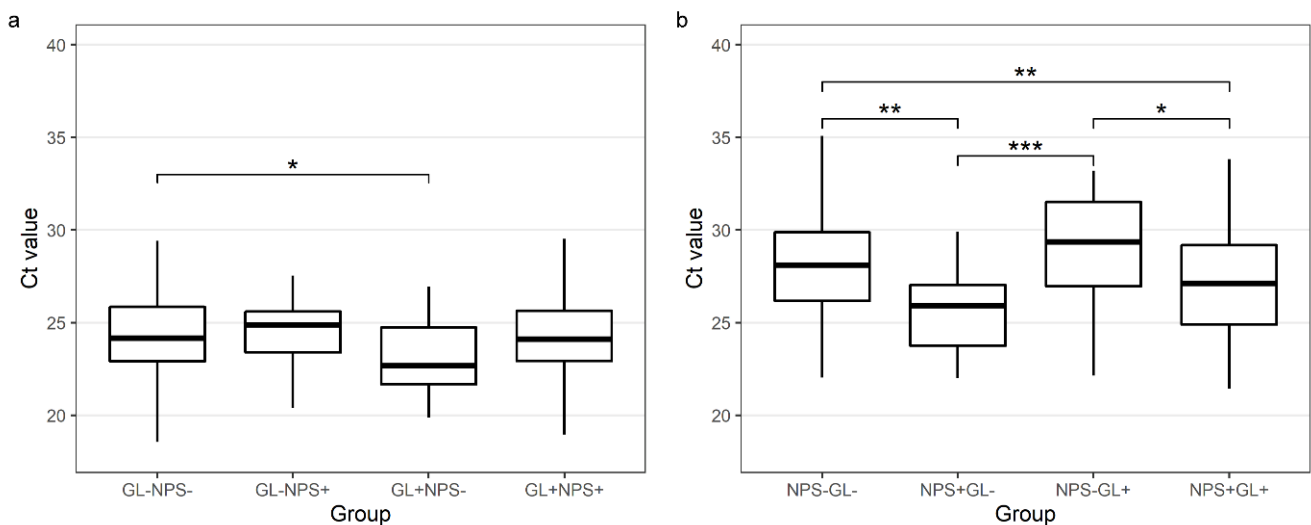 a
40
35
30
25
20
Ct value
*
GL-NPS-
GL-NPS+
GL+NPS-
GL+NPS+
Group
b
40
35
30
25
20
Ct value
**
**
*
***
NPS-GL-
NPS+GL-
NPS-GL+
NPS+GL+
Group